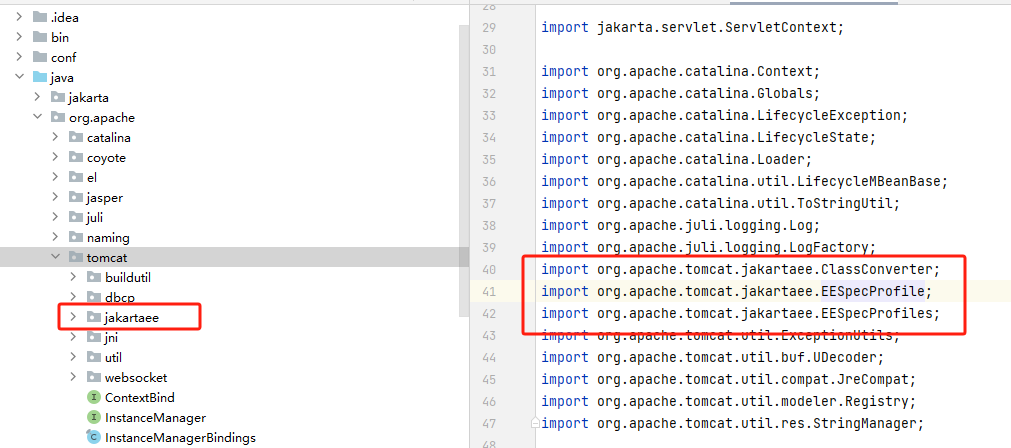 .idea
bin
conf
java
jakarta
org.apache
catalina
coyote
el
jasper
juli
naming
tomcat
buildutil
dbcp
jakartaee
jni
util
websocket
ContextBind
InstanceManager
InstanceManagerBindings
28
29 import jakarta.servlet.ServletContext;
30
31 import org.apache.catalina.Context;
32 import org.apache.catalina.Globals;
33 import org.apache.catalina.LifecycleException;
34 import org.apache.catalina.LifecycleState;
35 import org.apache.catalina.Loader;
36 import org.apache.catalina.util.LifecycleMBeanBase;
37 import org.apache.catalina.util.ToStringUtil;
38 import org.apache.juli.logging.Log;
39 import org.apache.juli.logging.LogFactory;
40 import org.apache.tomcat.jakartaee.ClassConverter;
41 import org.apache.tomcat.jakartaee.EESpecProfile;
42 import org.apache.tomcat.jakartaee.EESpecProfiles;
43 import org.apache.tomcat.util.ExceptionUtils;
44 import org.apache.tomcat.util.buf.UDecoder;
45 import org.apache.tomcat.util.compat.JreCompat;
46 import org.apache.tomcat.util.modeler.Registry;
47 import org.apache.tomcat.util.res.StringManager;
48